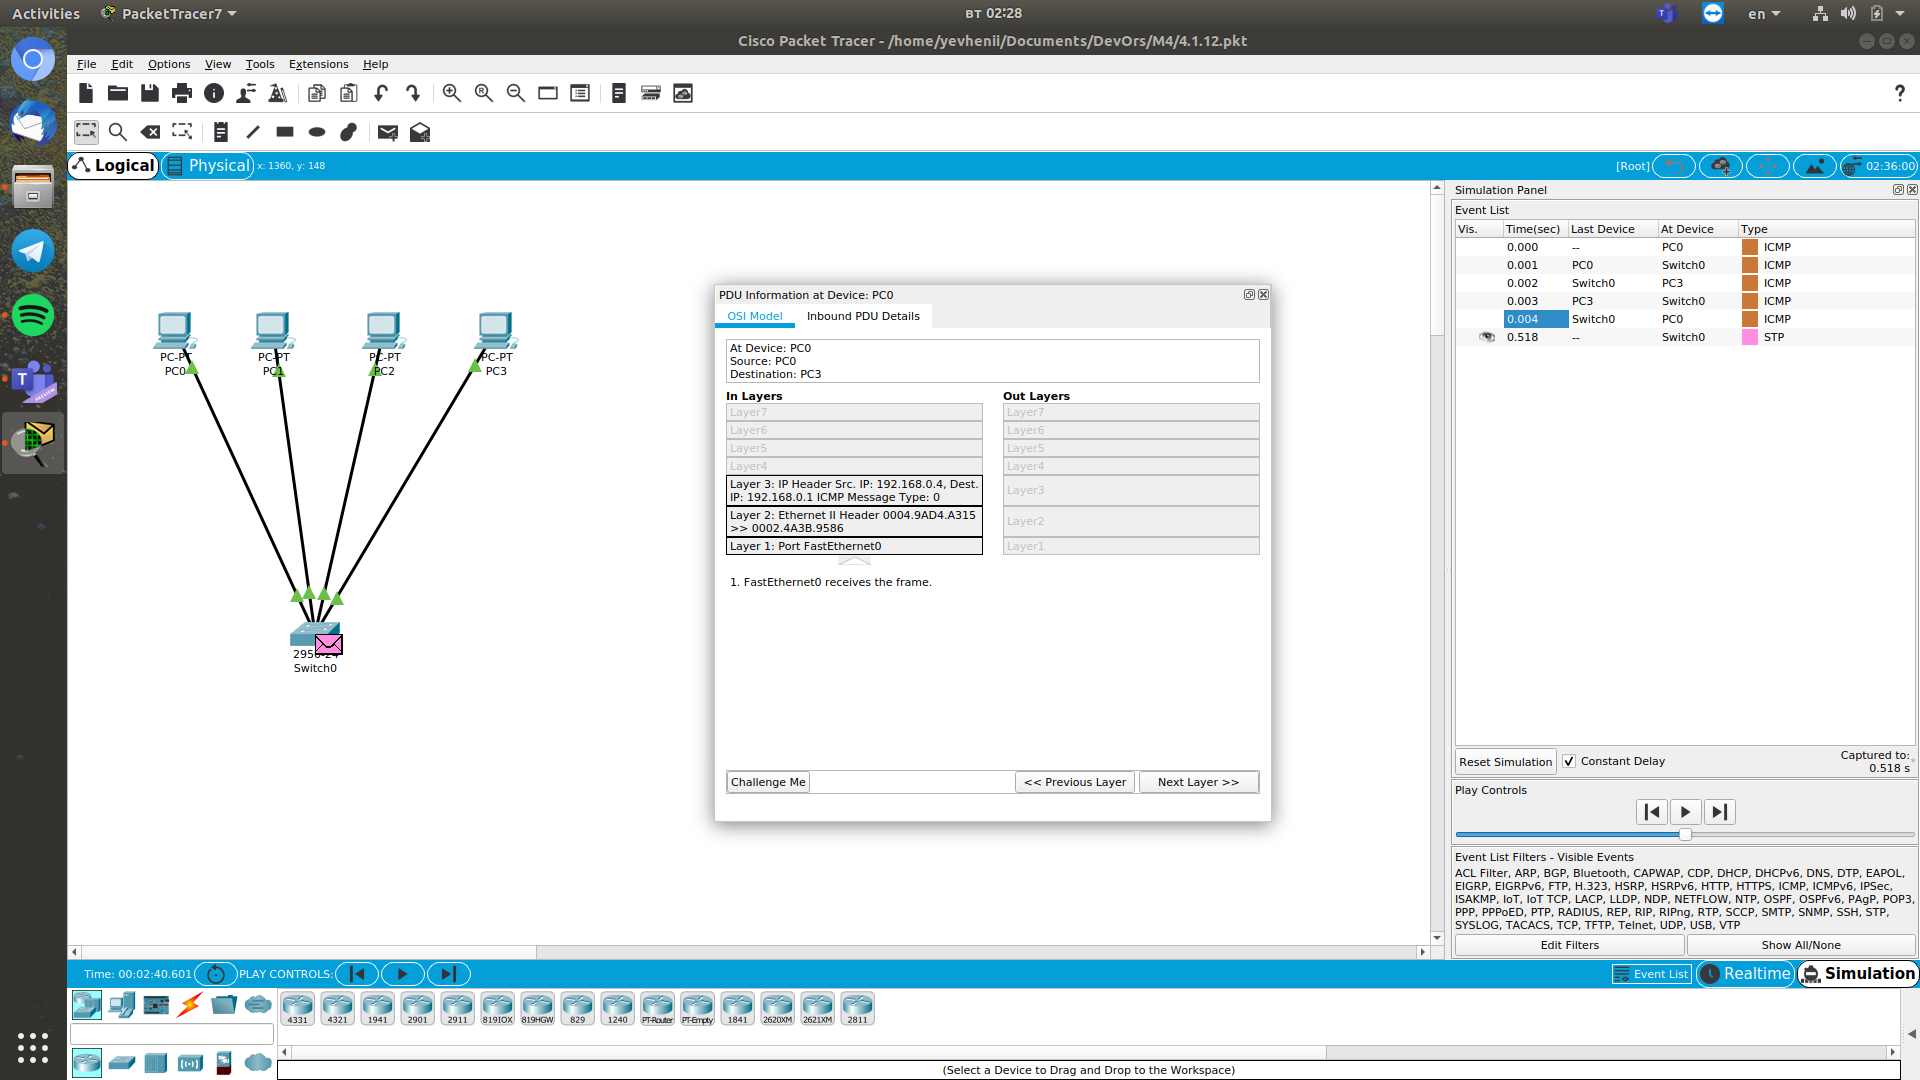 Activities PacketTracer7 вт 02:28 en
Cisco Packet Tracer - /home/yevhenii/Documents/DevOrs/M4/4.1.12.pkt
File Edit Options View Tools Extensions Help
?
Logical Physical x: 1360, y: 148 [Root] 02:36:00
PC-PT
PC0
PC-PT
PC1
PC-PT
PC2
PC-PT
PC3
2950-24
Switch0
PDU Information at Device: PC0
OSI Model Inbound PDU Details
At Device: PC0
Source: PC0
Destination: PC3
In Layers Out Layers
Layer7 Layer7
Layer6 Layer6
Layer5 Layer5
Layer4 Layer4
Layer 3: IP Header Src. IP: 192.168.0.4, Dest.
IP: 192.168.0.1 ICMP Message Type: 0
Layer3
Layer 2: Ethernet II Header 0004.9AD4.A315
>> 0002.4A3B.9586
Layer2
Layer 1: Port FastEthernet0 Layer1
1. FastEthernet0 receives the frame.
Challenge Me << Previous Layer Next Layer >>
Simulation Panel
Event List
Vis. Time(sec) Last Device At Device Type
0.000 -- PC0 ICMP
0.001 PC0 Switch0 ICMP
0.002 Switch0 PC3 ICMP
0.003 PC3 Switch0 ICMP
0.004 Switch0 PC0 ICMP
0.518 -- Switch0 STP
Reset Simulation Constant Delay Captured to:
0.518 s
Play Controls
Event List Filters - Visible Events
ACL Filter, ARP, BGP, Bluetooth, CAPWAP, CDP, DHCP, DHCPv6, DNS, DTP, EAPOL,
EIGRP, EIGRPv6, FTP, H.323, HSRP, HSRPv6, HTTP, HTTPS, ICMP, ICMPv6, IPSec,
ISAKMP, IoT, IoT TCP, LACP, LLDP, NDP, NETFLOW, NTP, OSPF, OSPFv6, PAgP, POP3,
PPP, PPPoED, PTP, RADIUS, REP, RIP, RIPng, RTP, SCCP, SMTP, SNMP, SSH, STP,
SYSLOG, TACACS, TCP, TFTP, Telnet, UDP, USB, VTP
Edit Filters Show All/None
Time: 00:02:40.601 PLAY CONTROLS: Event List Realtime Simulation
4331 4321 1941 2901 2911 819IOX 819HGW 829 1240 PT-Router PT-Empty 1841 2620XM 2621XM 2811
(Select a Device to Drag and Drop to the Workspace)